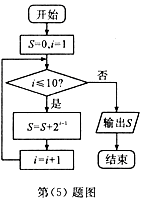 开始
S=0,i=1
i≤10?
否
是
S=S+2^{i-1}
输出S
i=i+1
结束
第(5)题图